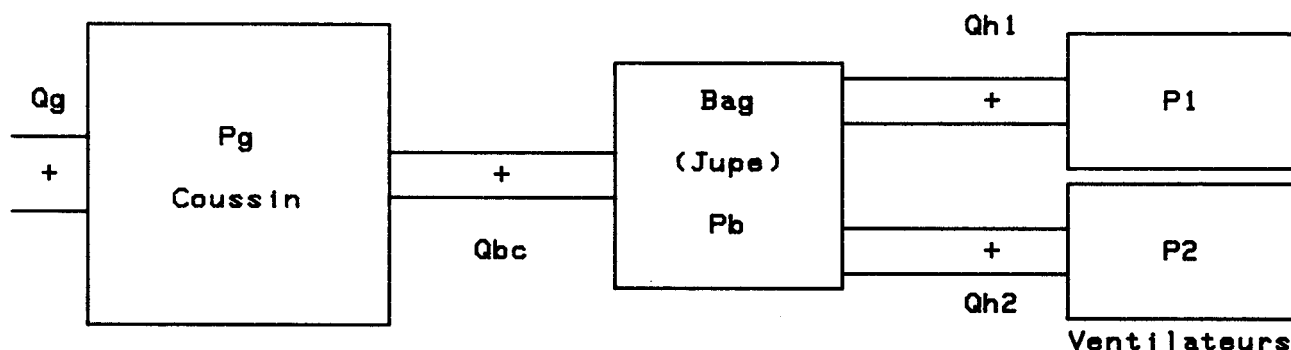 Qg
+
Pg
Coussin
+
Qbc
Bag
(Jupe)
Pb
Qh1
+
P1
+
Qh2
P2
Ventilateurs